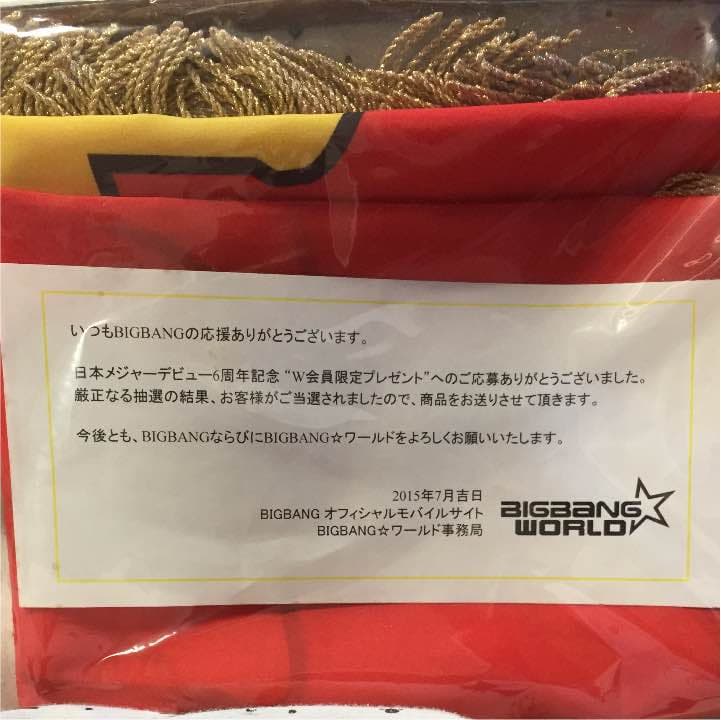 いつもBIGBANGの応援ありがとうございます。
日本メジャーデビュー6周年記念 “W会員限定プレゼント”へのご応募ありがとうございました。
厳正なる抽選の結果、お客様がご当選されましたので、商品をお送りさせて頂きます。
今後とも、BIGBANGならびにBIGBANG☆ワールドをよろしくお願いいたします。
2015年7月吉日
BIGBANG オフィシャルモバイルサイト
BIGBANG☆ワールド事務局
BIGBANG
WORLD